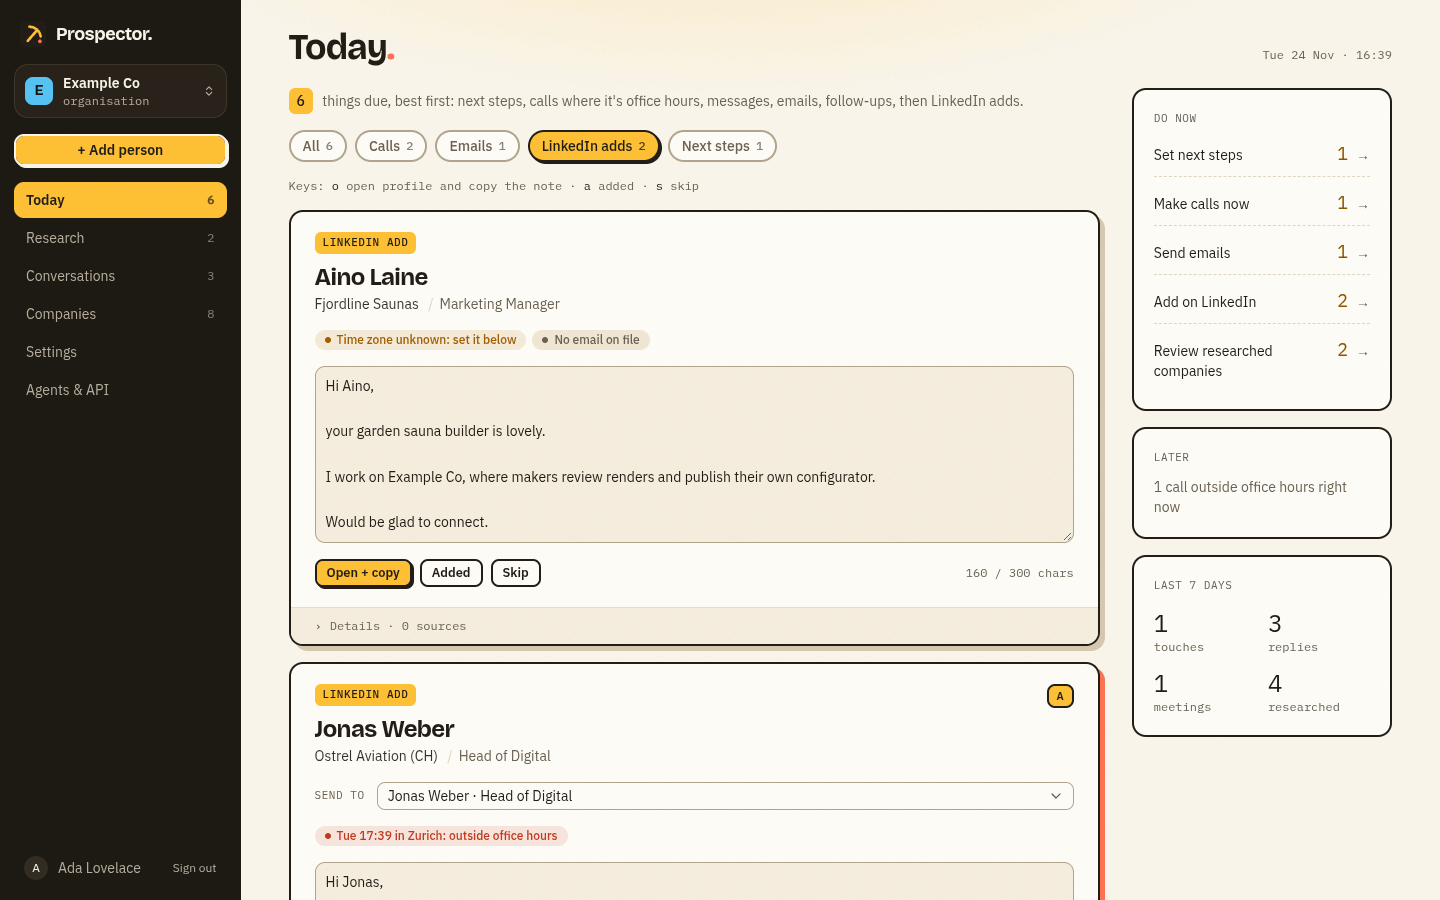 Prospector.
E
Example Co
organisation
+ Add person
Today 6
Research 2
Conversations 3
Companies 8
Settings
Agents & API
A Ada Lovelace Sign out
Today.
Tue 24 Nov · 16:39
6 things due, best first: next steps, calls where it's office hours, messages, emails, follow-ups, then LinkedIn adds.
All 6 Calls 2 Emails 1 LinkedIn adds 2 Next steps 1
Keys: o open profile and copy the note · a added · s skip
LINKEDIN ADD
Aino Laine
Fjordline Saunas / Marketing Manager
Time zone unknown: set it below No email on file
Hi Aino,
your garden sauna builder is lovely.
I work on Example Co, where makers review renders and publish their own configurator.
Would be glad to connect.
Open + copy Added Skip 160 / 300 chars
› Details · 0 sources
LINKEDIN ADD A
Jonas Weber
Ostrel Aviation (CH) / Head of Digital
SEND TO Jonas Weber · Head of Digital
Tue 17:39 in Zurich: outside office hours
Hi Jonas,
DO NOW
Set next steps 1 →
Make calls now 1 →
Send emails 1 →
Add on LinkedIn 2 →
Review researched 2 →
companies
LATER
1 call outside office hours right
now
LAST 7 DAYS
1 3
touches replies
1 4
meetings researched